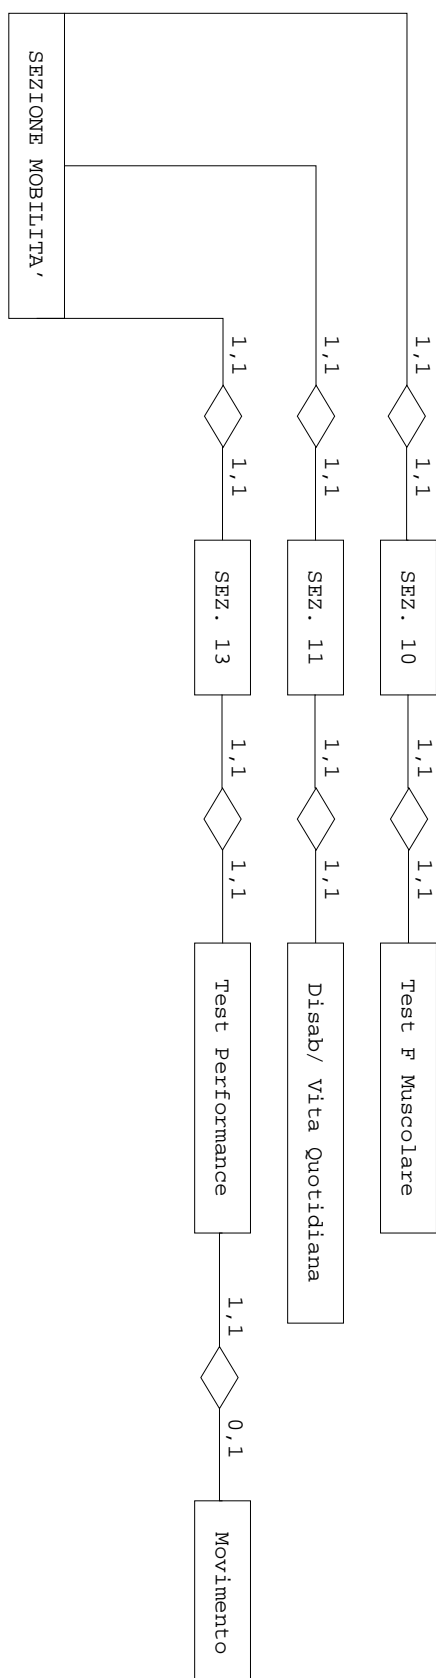 SEZIONE MOBILITA'
1,1
1,1
SEZ. 10
1,1
1,1
Test F Muscolare
1,1
1,1
SEZ. 11
1,1
1,1
Disab/ Vita Quotidiana
1,1
1,1
SEZ. 13
1,1
1,1
Test Performance
1,1
0,1
Movimento